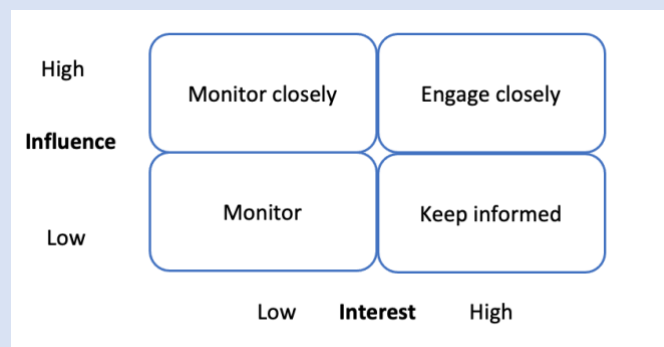 High
Monitor closely
Engage closely
Influence
Monitor
Keep informed
Low
Low
Interest
High